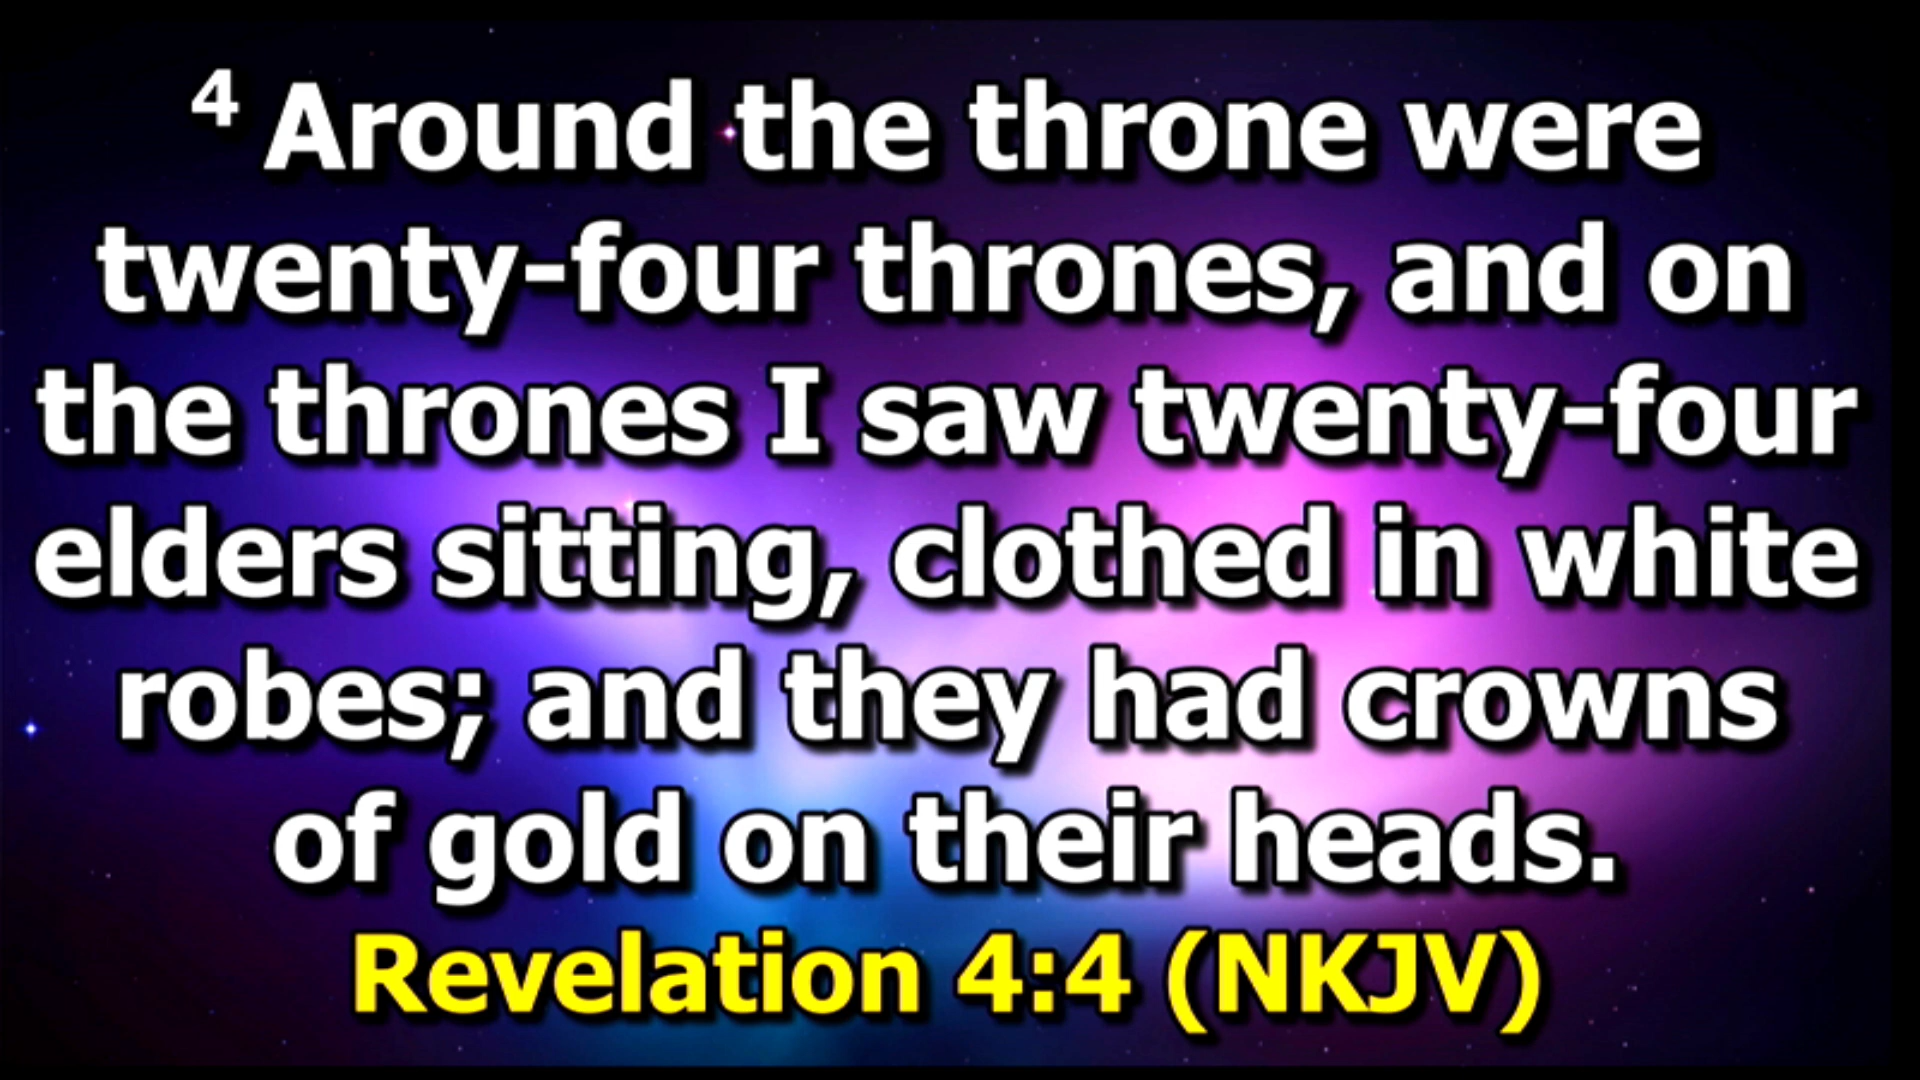 4 Around the throne were
twenty-four thrones, and on
the thrones I saw twenty-four
elders sitting, clothed in white
robes; and they had crowns
of gold on their heads.
Revelation 4:4 (NKJV)